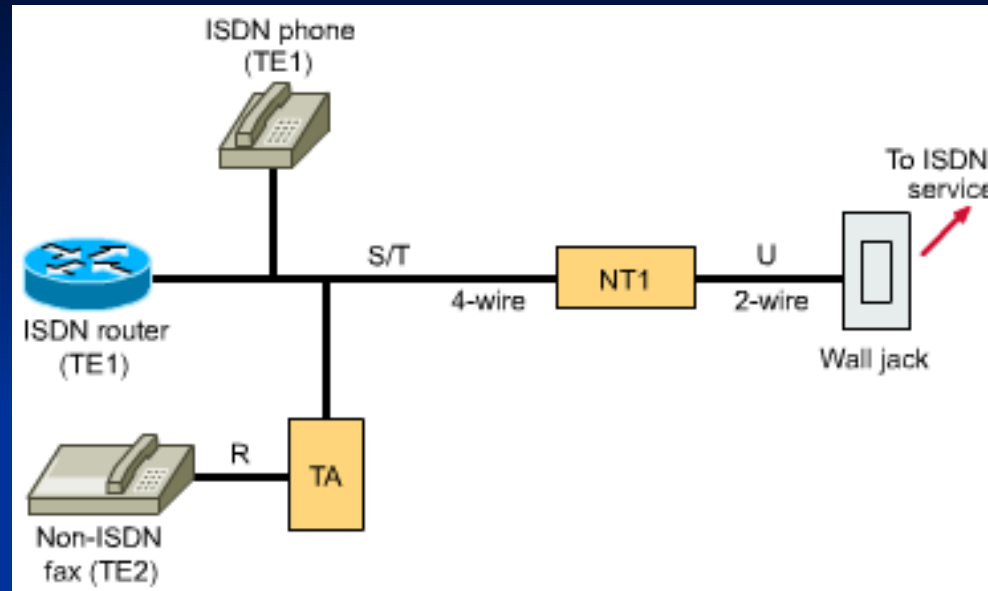 ISDN phone
(TE1)
To ISDN
service
S/T
U
NT1
4-wire
2-wire
ISDN router
(TE1)
Wall jack
R
TA
Non-ISDN
fax (TE2)